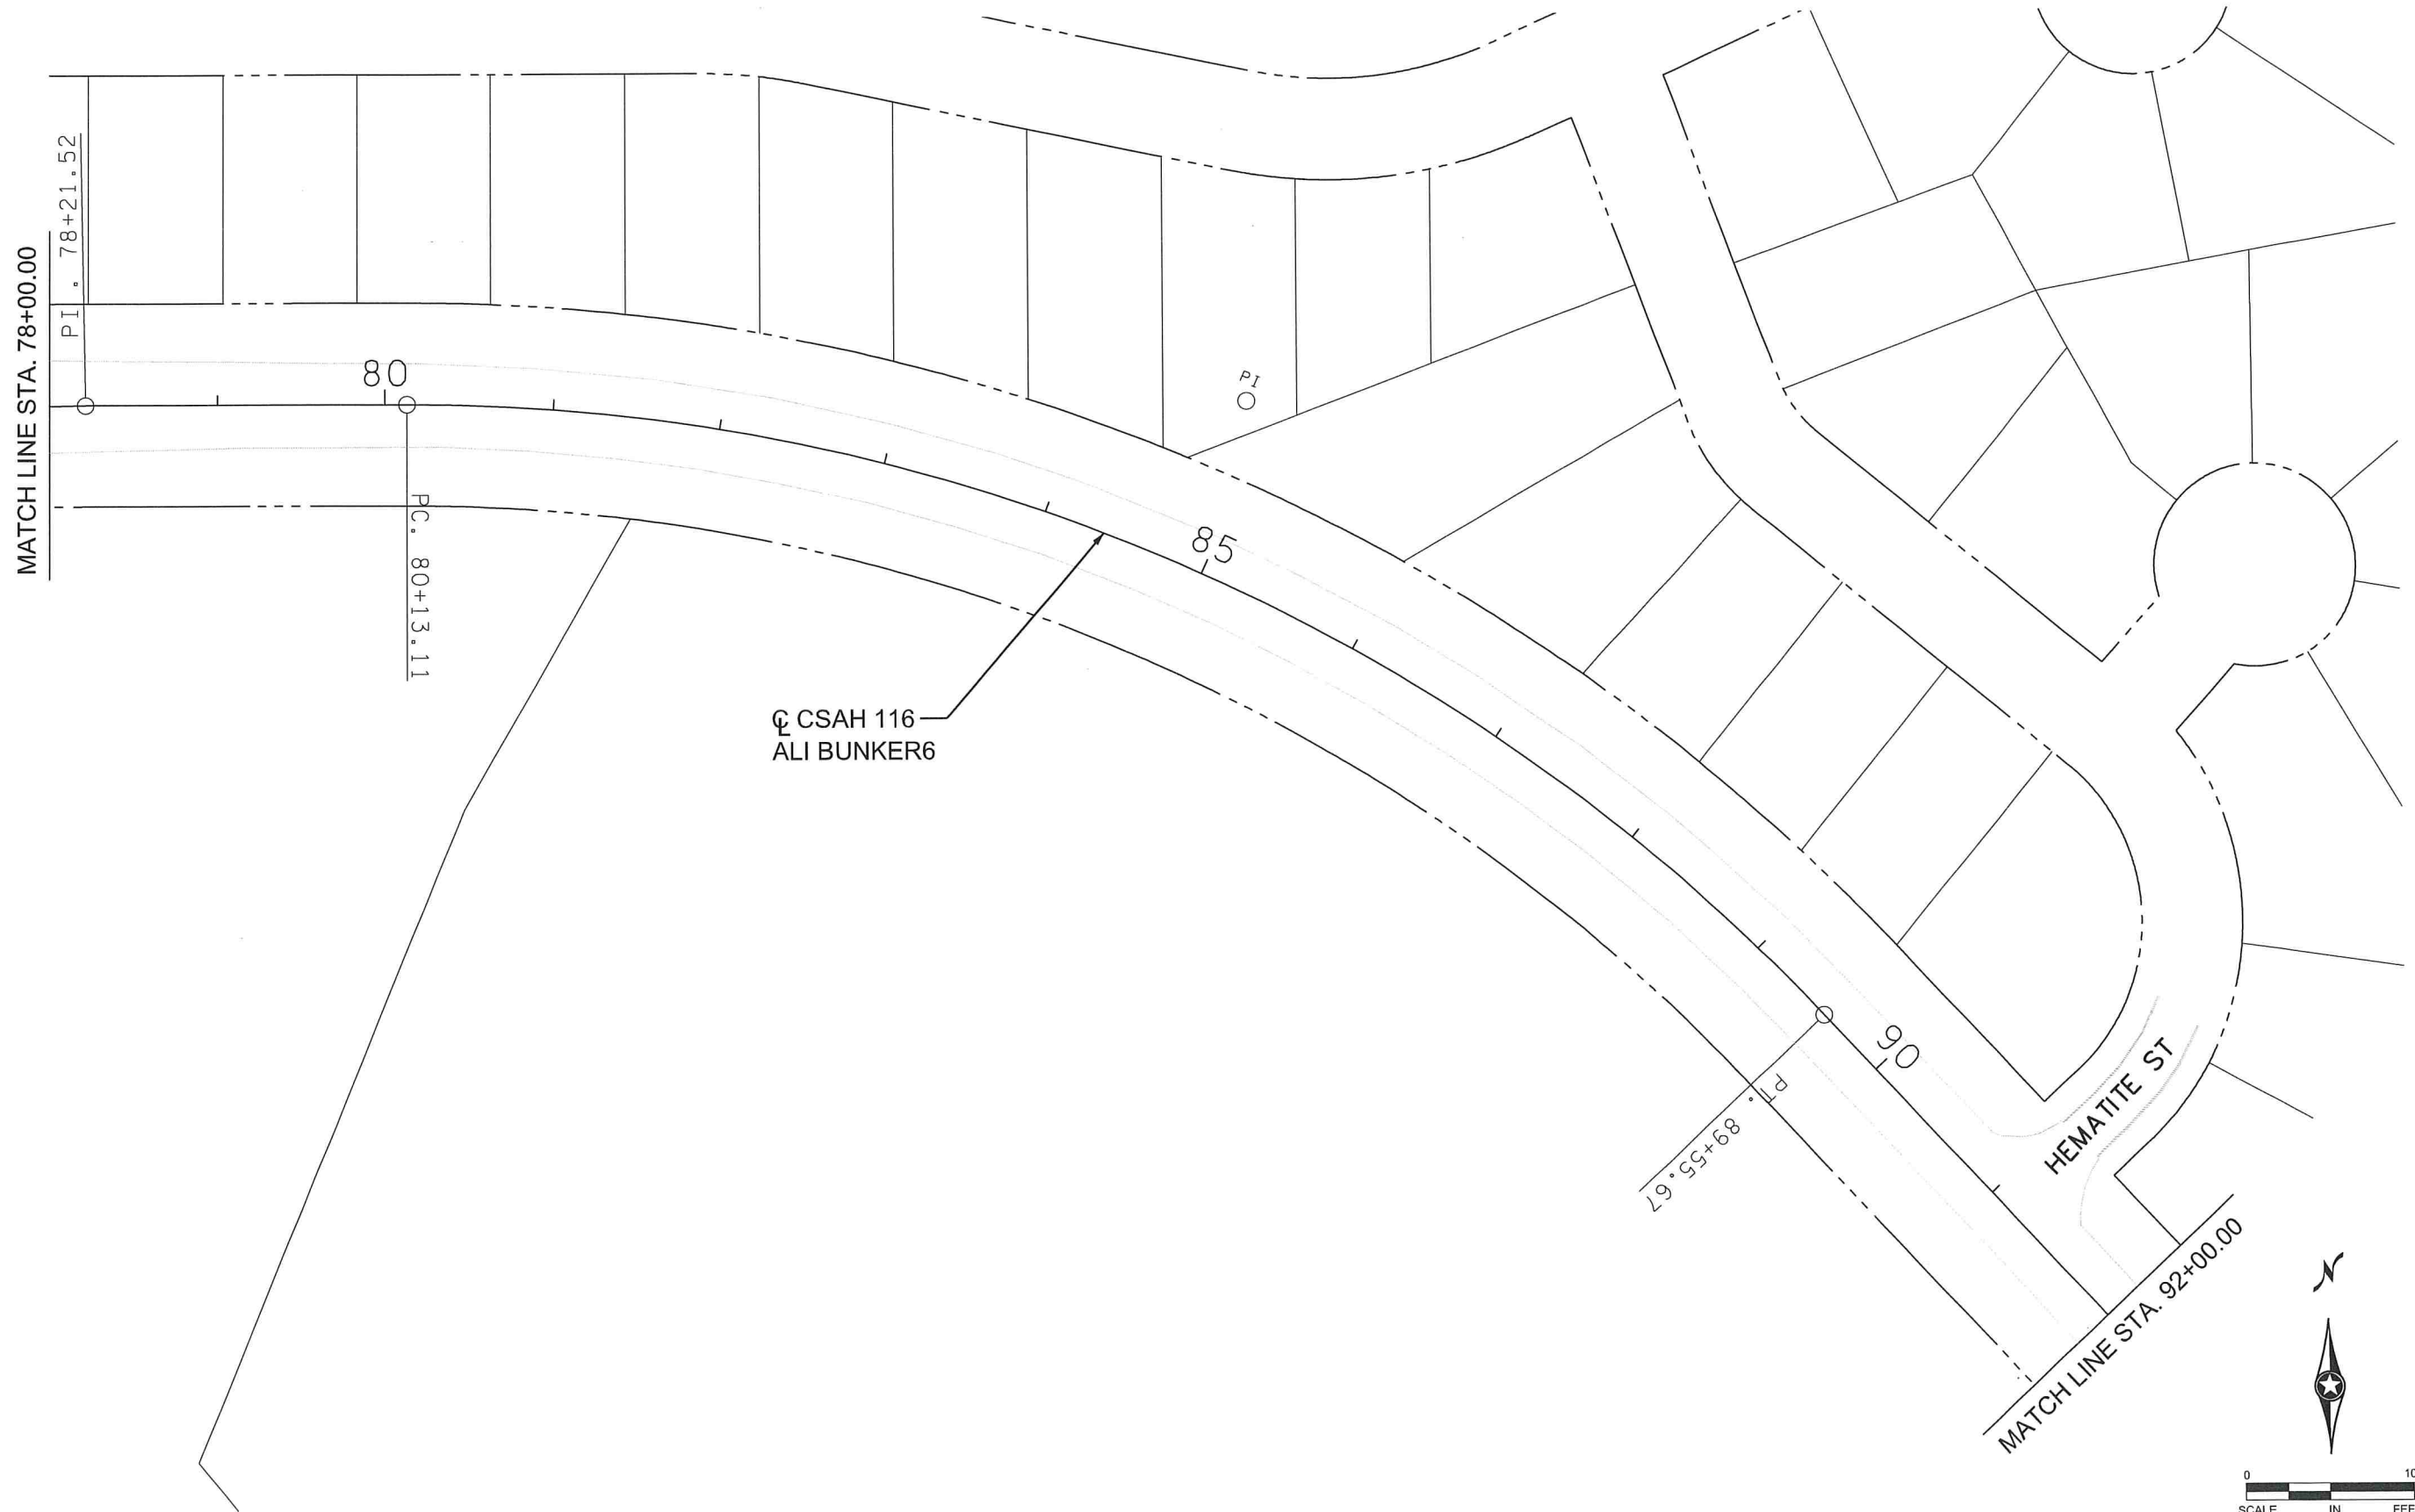 MATCH LINE STA. 78+00.00
PI. 78+21.52
80
PC. 80+13.11
PI
85
℄ CSAH 116
ALI BUNKER6
90
PT. 89+55.67
HEMATITE ST
MATCH LINE STA. 92+00.00
N
0
SCALE IN